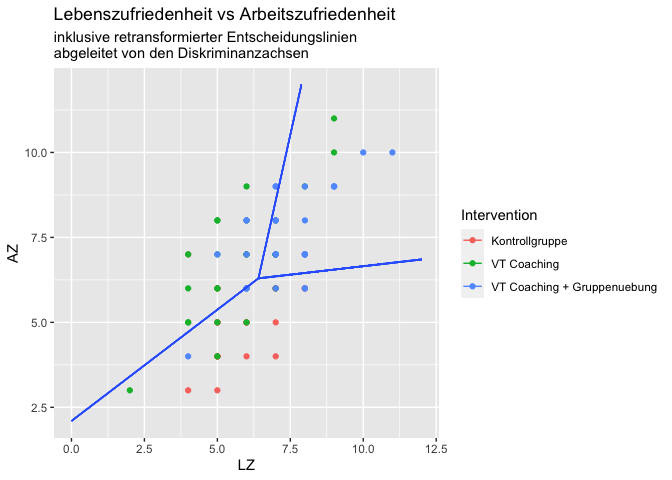 Lebenszufriedenheit vs Arbeitszufriedenheit
inklusive retransformierter Entscheidungslinien
abgeleitet von den Diskriminanzachsen
10.0
7.5
5.0
2.5
AZ
0.0
2.5
5.0
7.5
10.0
12.5
LZ
Intervention
Kontrollgruppe
VT Coaching
VT Coaching + Gruppenuebung